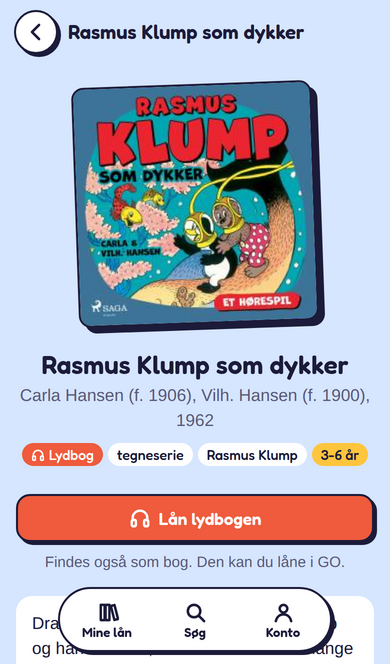 Rasmus Klump som dykker
RASMUS
KLUMP
SOM DYKKER
CARLA &
VILH. HANSEN
SAGA
ET HØRESPIL
Rasmus Klump som dykker
Carla Hansen (f. 1906), Vilh. Hansen (f. 1900),
1962
Lydbog
tegneserie
Rasmus Klump
3-6 år
Lån lydbogen
Findes også som bog. Den kan du låne i GO.
Mine lån
Søg
Konto